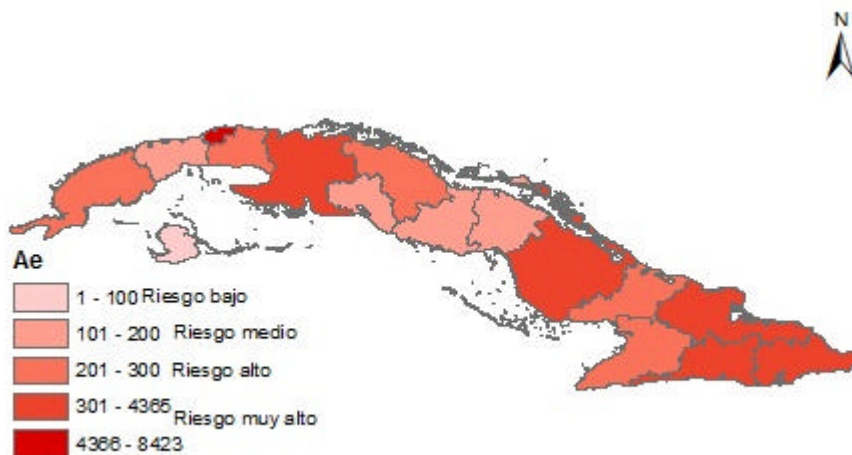 N
Ae
1 - 100 Riesgo bajo
101 - 200 Riesgo medio
201 - 300 Riesgo alto
301 - 4365
Riesgo muy alto
4366 - 8423